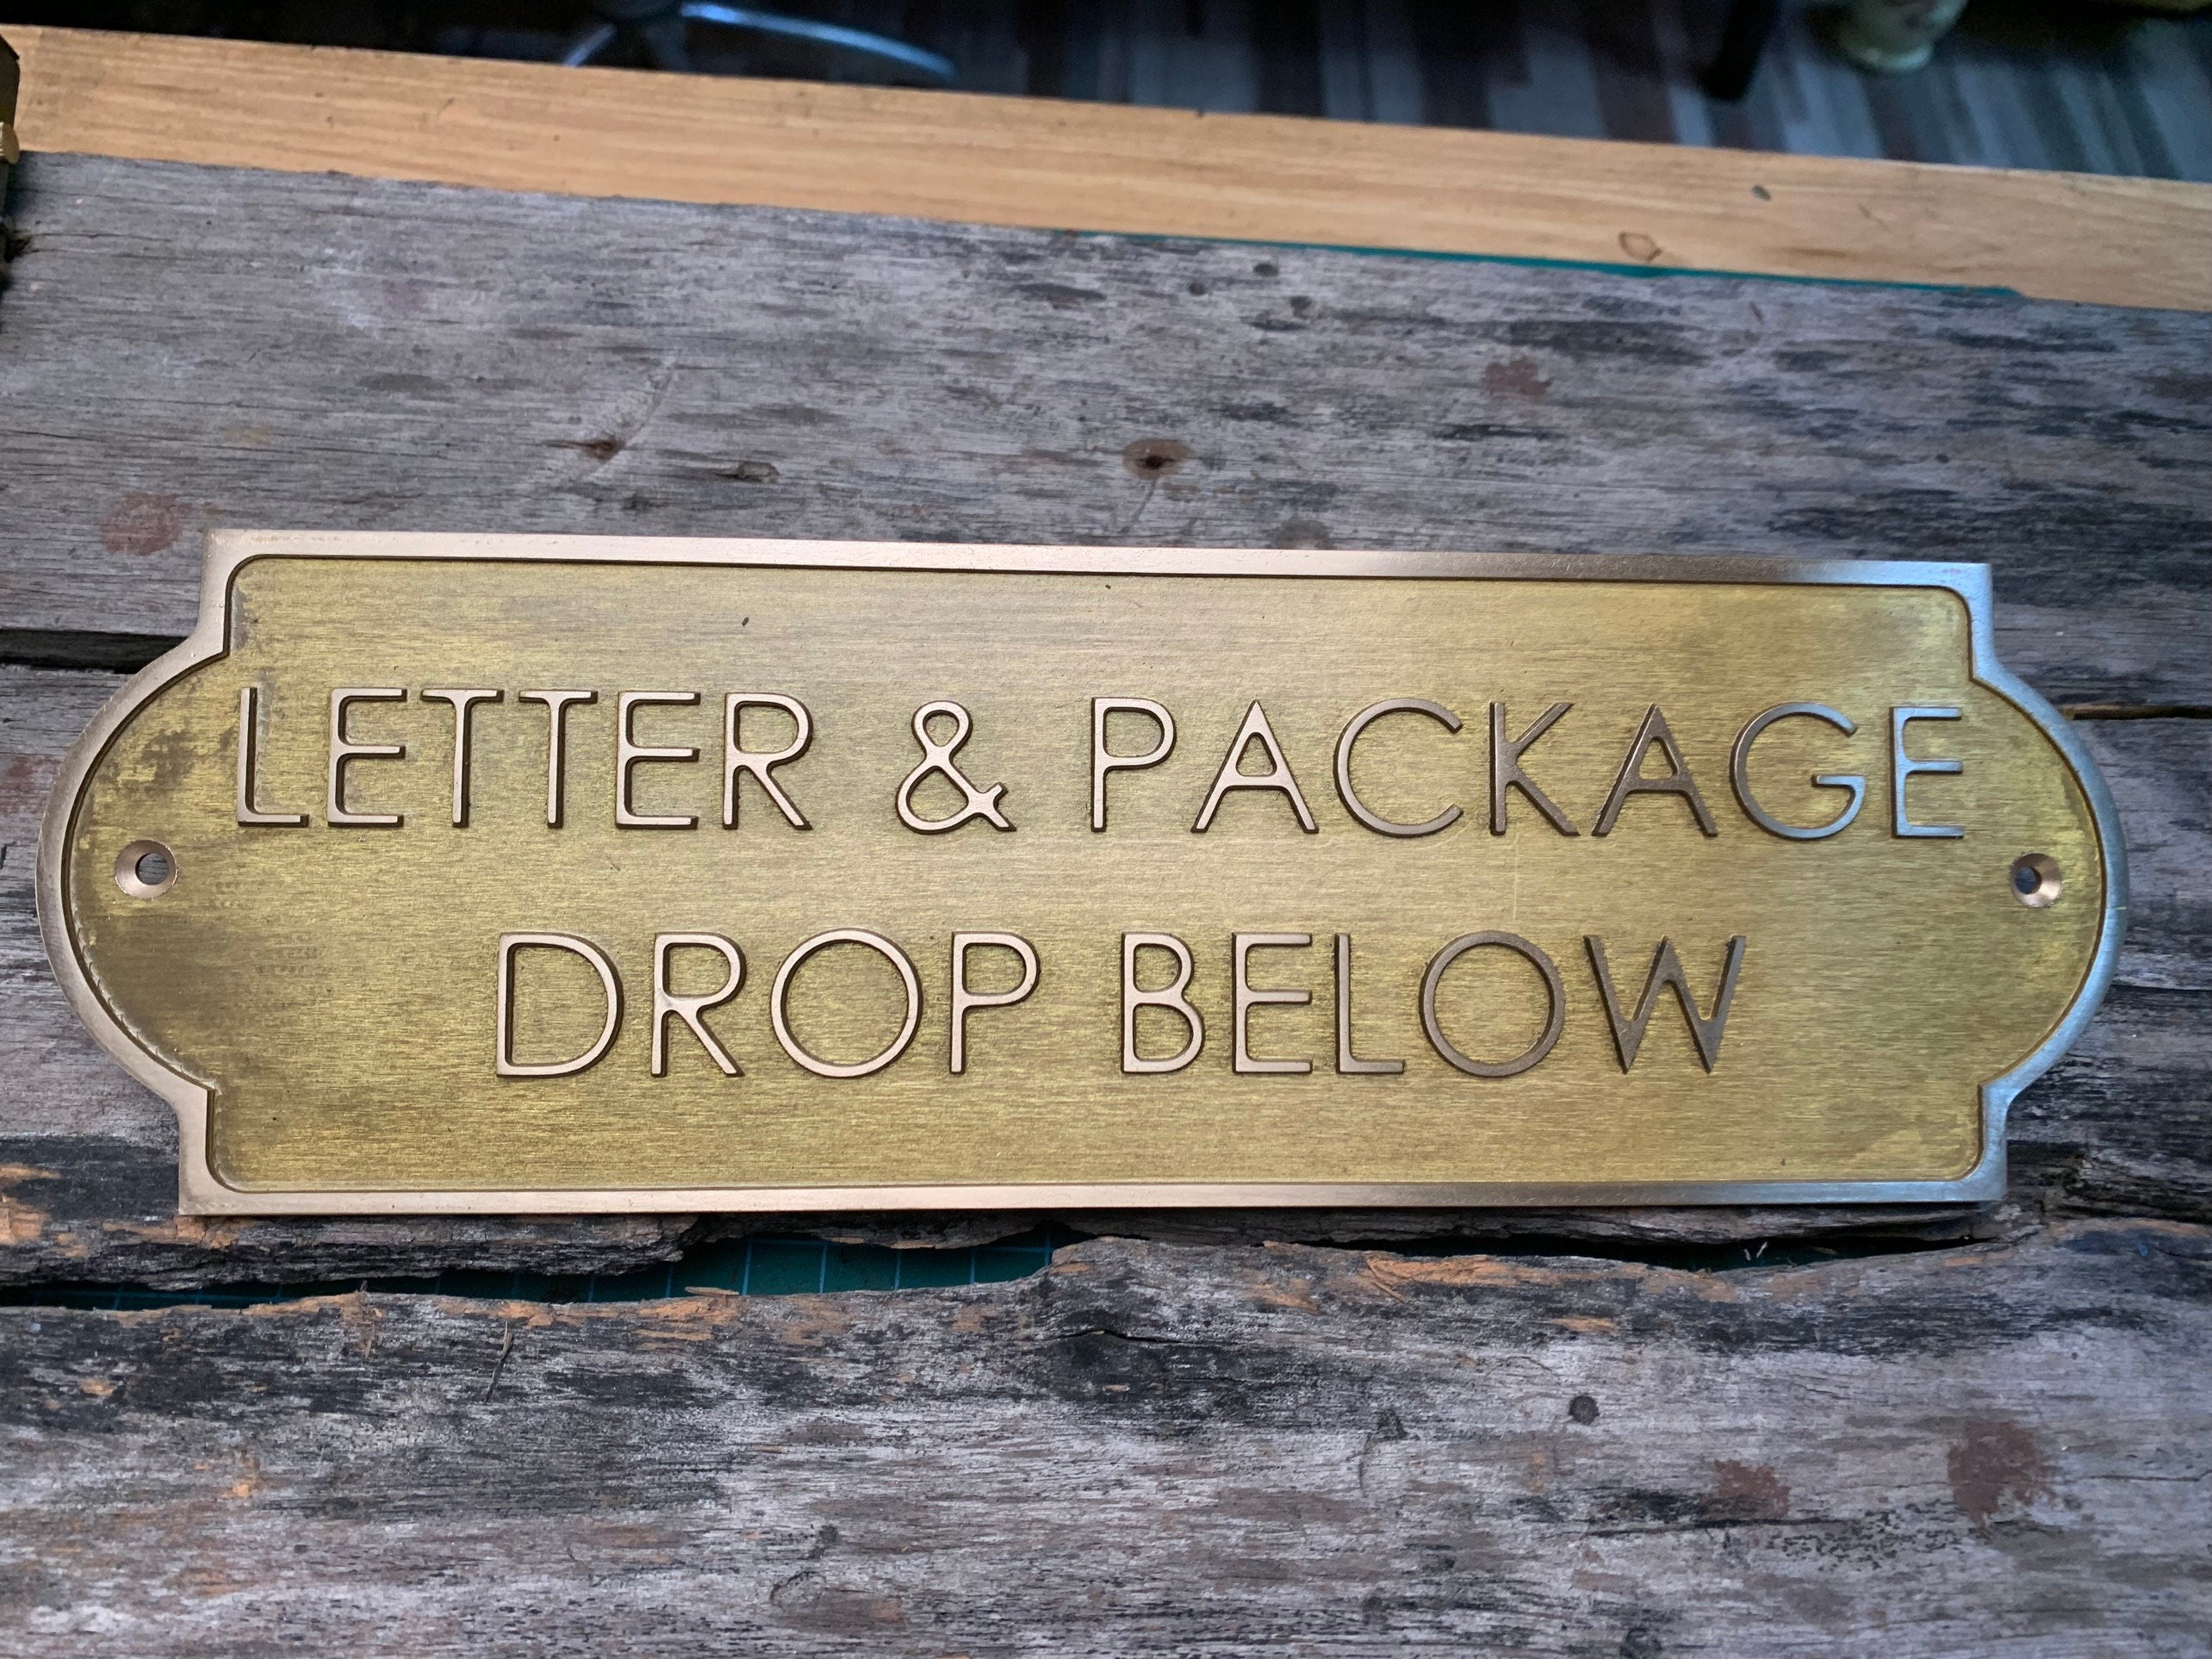 LETTER & PACKAGE
DROP BELOW